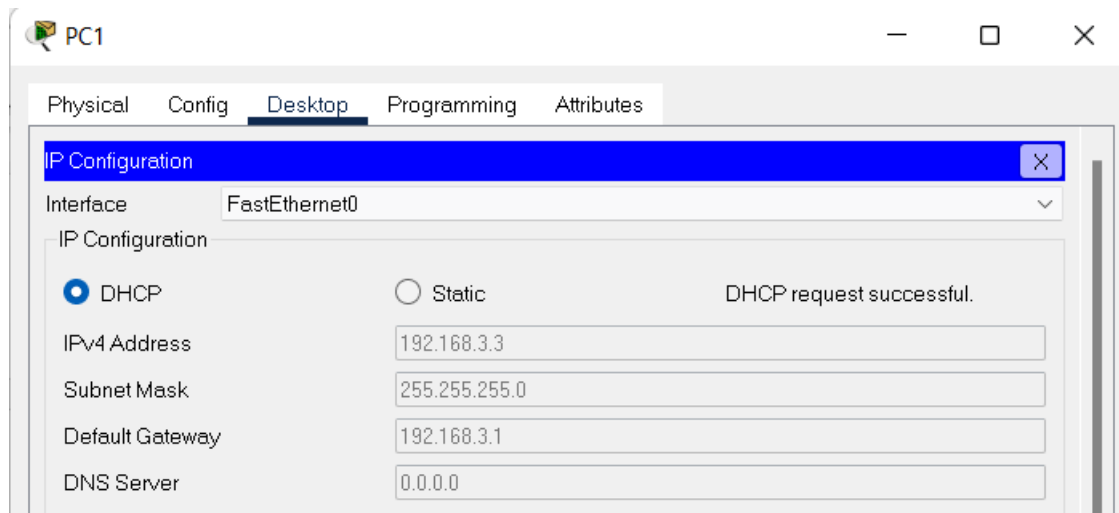 PC1
Physical Config Desktop Programming Attributes
IP Configuration X
Interface FastEthernet0
IP Configuration
DHCP Static DHCP request successful.
IPv4 Address 192.168.3.3
Subnet Mask 255.255.255.0
Default Gateway 192.168.3.1
DNS Server 0.0.0.0